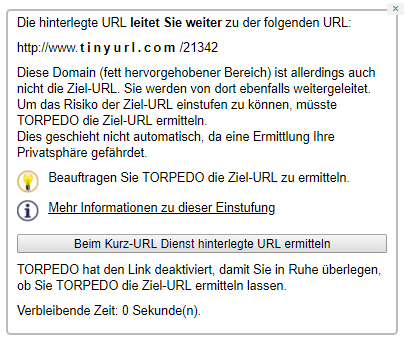 Die hinterlegte URL leitet Sie weiter zu der folgenden URL:
http://www.tinyurl.com /21342
Diese Domain (fett hervorgehobener Bereich) ist allerdings auch
nicht die Ziel-URL. Sie werden von dort ebenfalls weitergeleitet.
Um das Risiko der Ziel-URL einstufen zu können, müsste
TORPEDO die Ziel-URL ermitteln.
Dies geschieht nicht automatisch, da eine Ermittlung Ihre
Privatsphäre gefährdet.
Beauftragen Sie TORPEDO die Ziel-URL zu ermitteln.
Mehr Informationen zu dieser Einstufung
Beim Kurz-URL Dienst hinterlegte URL ermitteln
TORPEDO hat den Link deaktiviert, damit Sie in Ruhe überlegen,
ob Sie TORPEDO die Ziel-URL ermitteln lassen.
Verbleibende Zeit: 0 Sekunde(n).